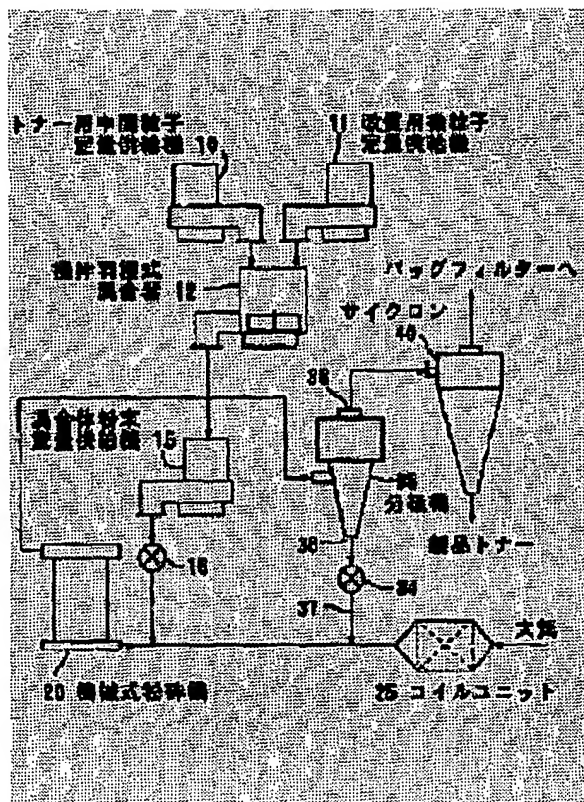 トナー用中間粒子
定量供給機 10
11 改質用微粒子
定量供給機
撹拌羽根式
混合器 12
バッグフィルターへ
サイクロン
40
38
混合粉末
定量供給機 15
分級機
36
製品トナー
16
34
37
大気
20 機械式粉砕機
25 コイルユニット